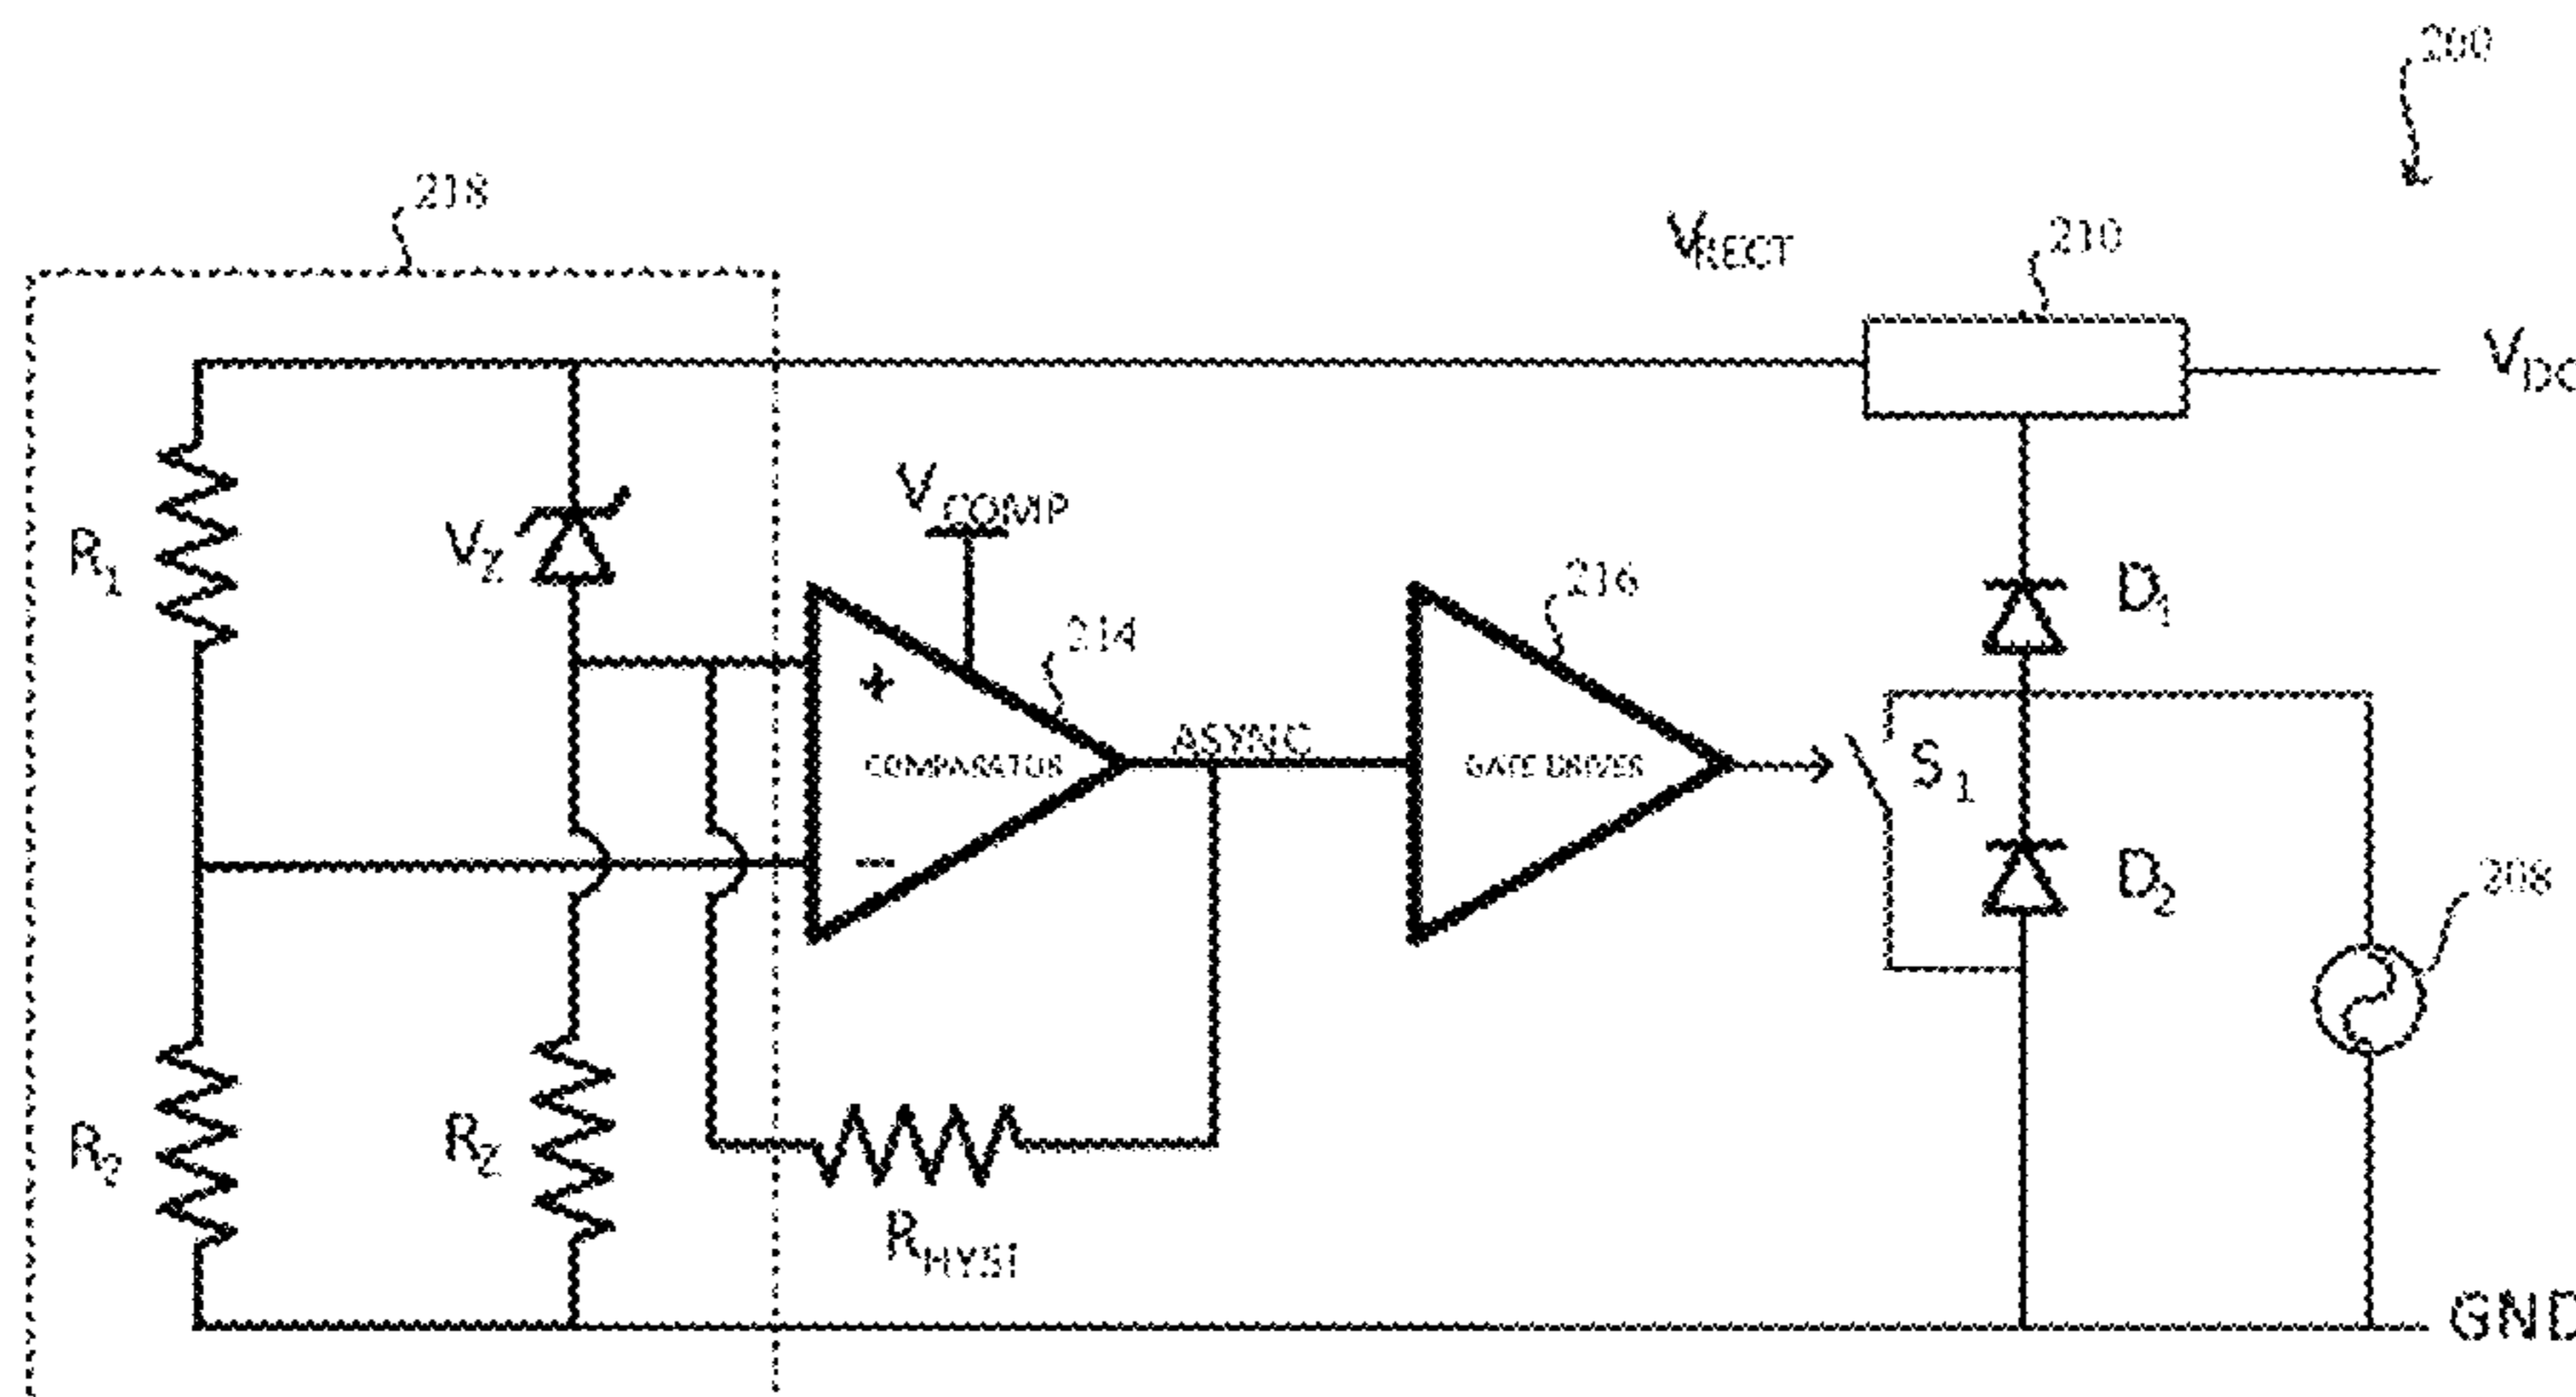 200
218
VRECT
210
VDC
VCOMP
R1
VZ
214
216
D1
+
COMPARATOR
ASYNC
GATE DRIVER
S1
-
D2
208
R2
RZ
RHYST
GND